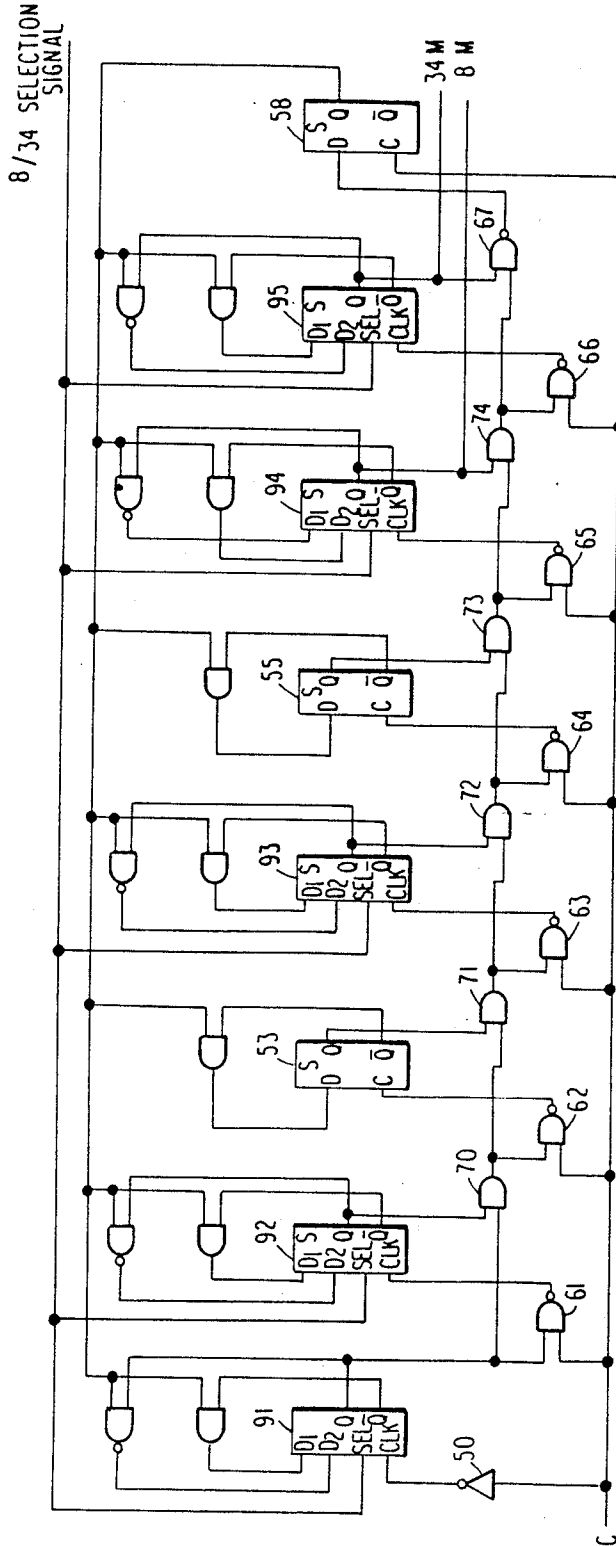 8/34 SELECTION
SIGNAL
91
D1
D2 Q
SEL
CLK Q̅
50
C
61
92
D1 S
D2 Q
SEL
CLK Q̅
70
62
53
S
D Q
C Q̅
71
63
93
D1 S
D2 Q
SEL
CLK Q̅
72
64
55
S
D Q
C Q̅
73
65
94
D1 S
D2 Q
SEL
CLK Q̅
74
66
95
D1 S
D2 Q
SEL
CLK Q̅
67
58
S
D Q
C Q̅
34 M
8 M